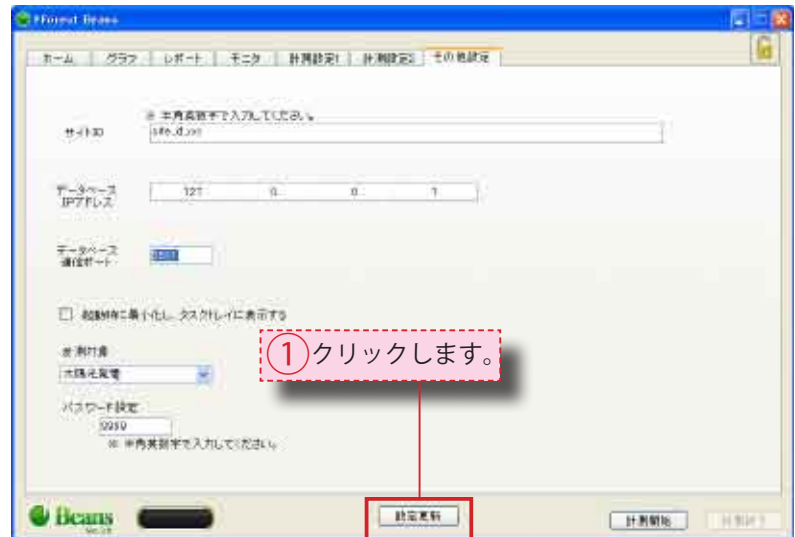 ホーム グラフ レポート モニタ 計測設定1 計測設定2 その他設定
※ 半角英数字で入力してください。
サイトID
データベース
IPアドレス
127 0 0 1
データベース
通信ポート
起動時に最小化し、タスクトレイに表示する
計測対象
①クリックします。
太陽光発電
パスワード設定
9999
※ 半角英数字で入力してください。
Beans
設定更新 計測開始 計測終了